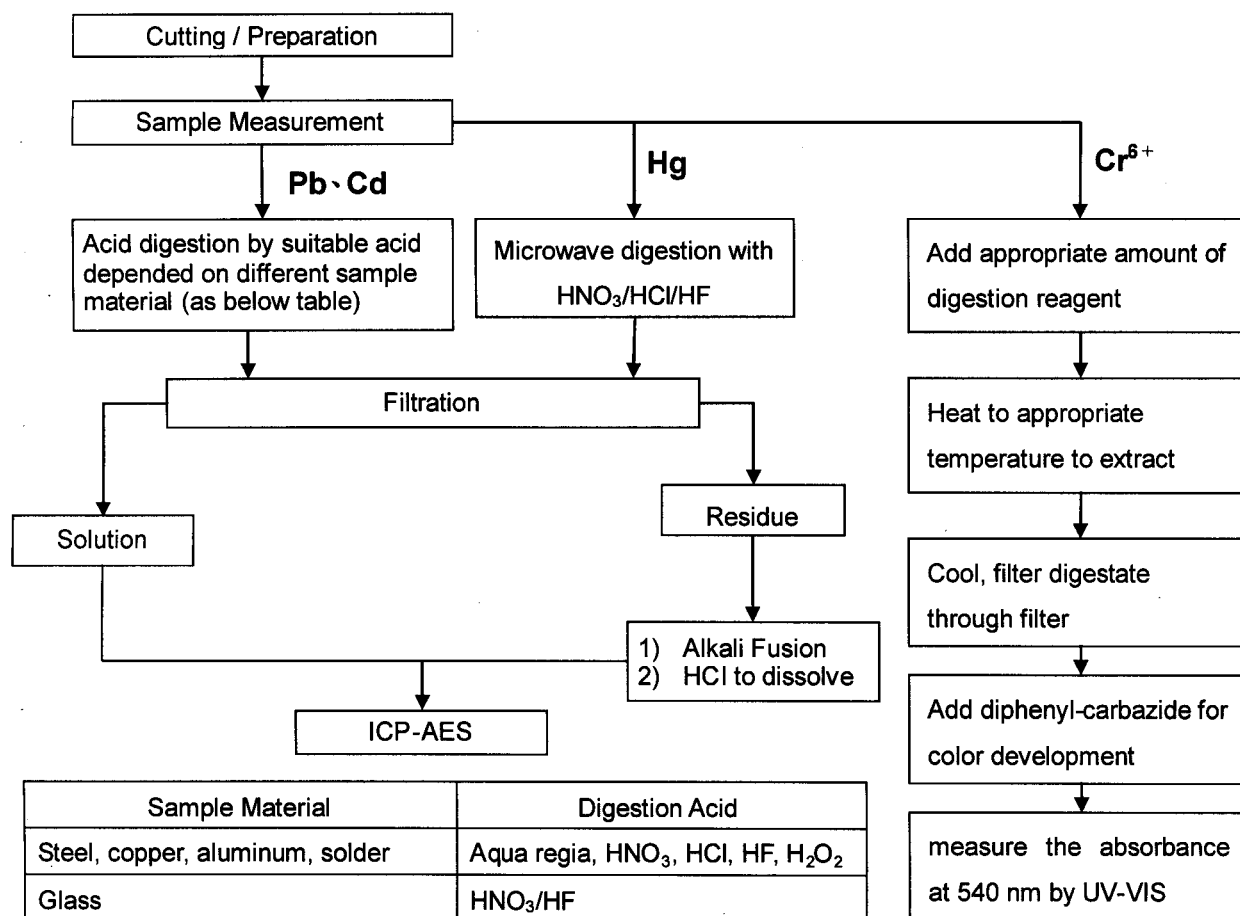 Cutting / Preparation
Sample Measurement
Pb、Cd
Hg
Cr⁶⁺
Acid digestion by suitable acid
depended on different sample
material (as below table)
Microwave digestion with
HNO₃/HCl/HF
Add appropriate amount of
digestion reagent
Filtration
Heat to appropriate
temperature to extract
Solution
Residue
Cool, filter digestate
through filter
1) Alkali Fusion
2) HCl to dissolve
ICP-AES
Add diphenyl-carbazide for
color development
measure the absorbance
at 540 nm by UV-VIS
Sample Material Digestion Acid
Steel, copper, aluminum, solder Aqua regia, HNO₃, HCl, HF, H₂O₂
Glass HNO₃/HF